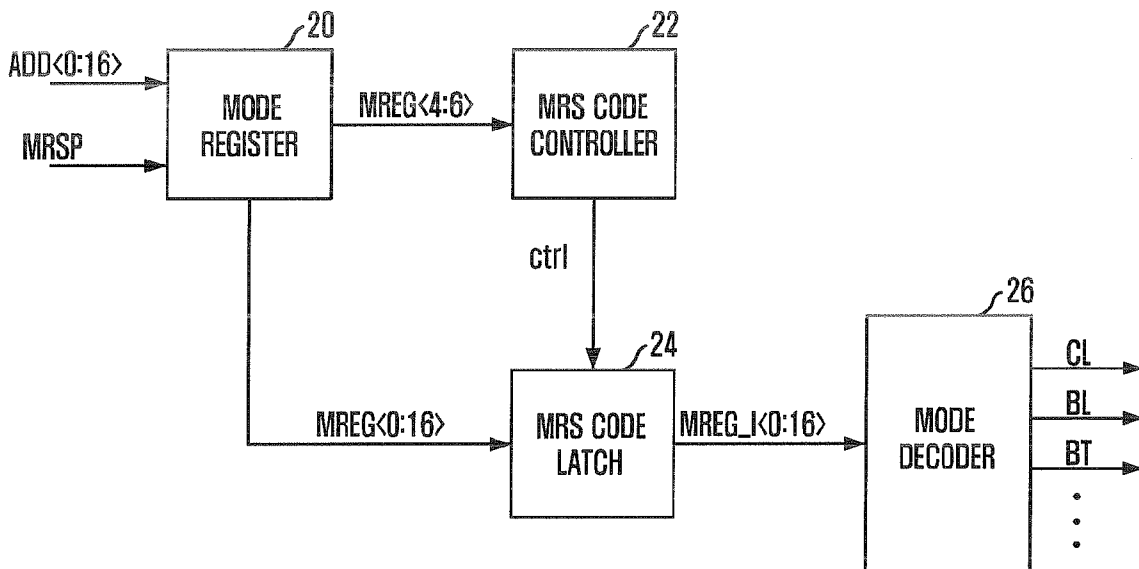 20
22
ADD<0:16>
MODE
REGISTER
MREG<4:6>
MRS CODE
CONTROLLER
MRSP
ctrl
26
24
CL
MREG<0:16>
MRS CODE
LATCH
MREG_I<0:16>
MODE
DECODER
BL
BT